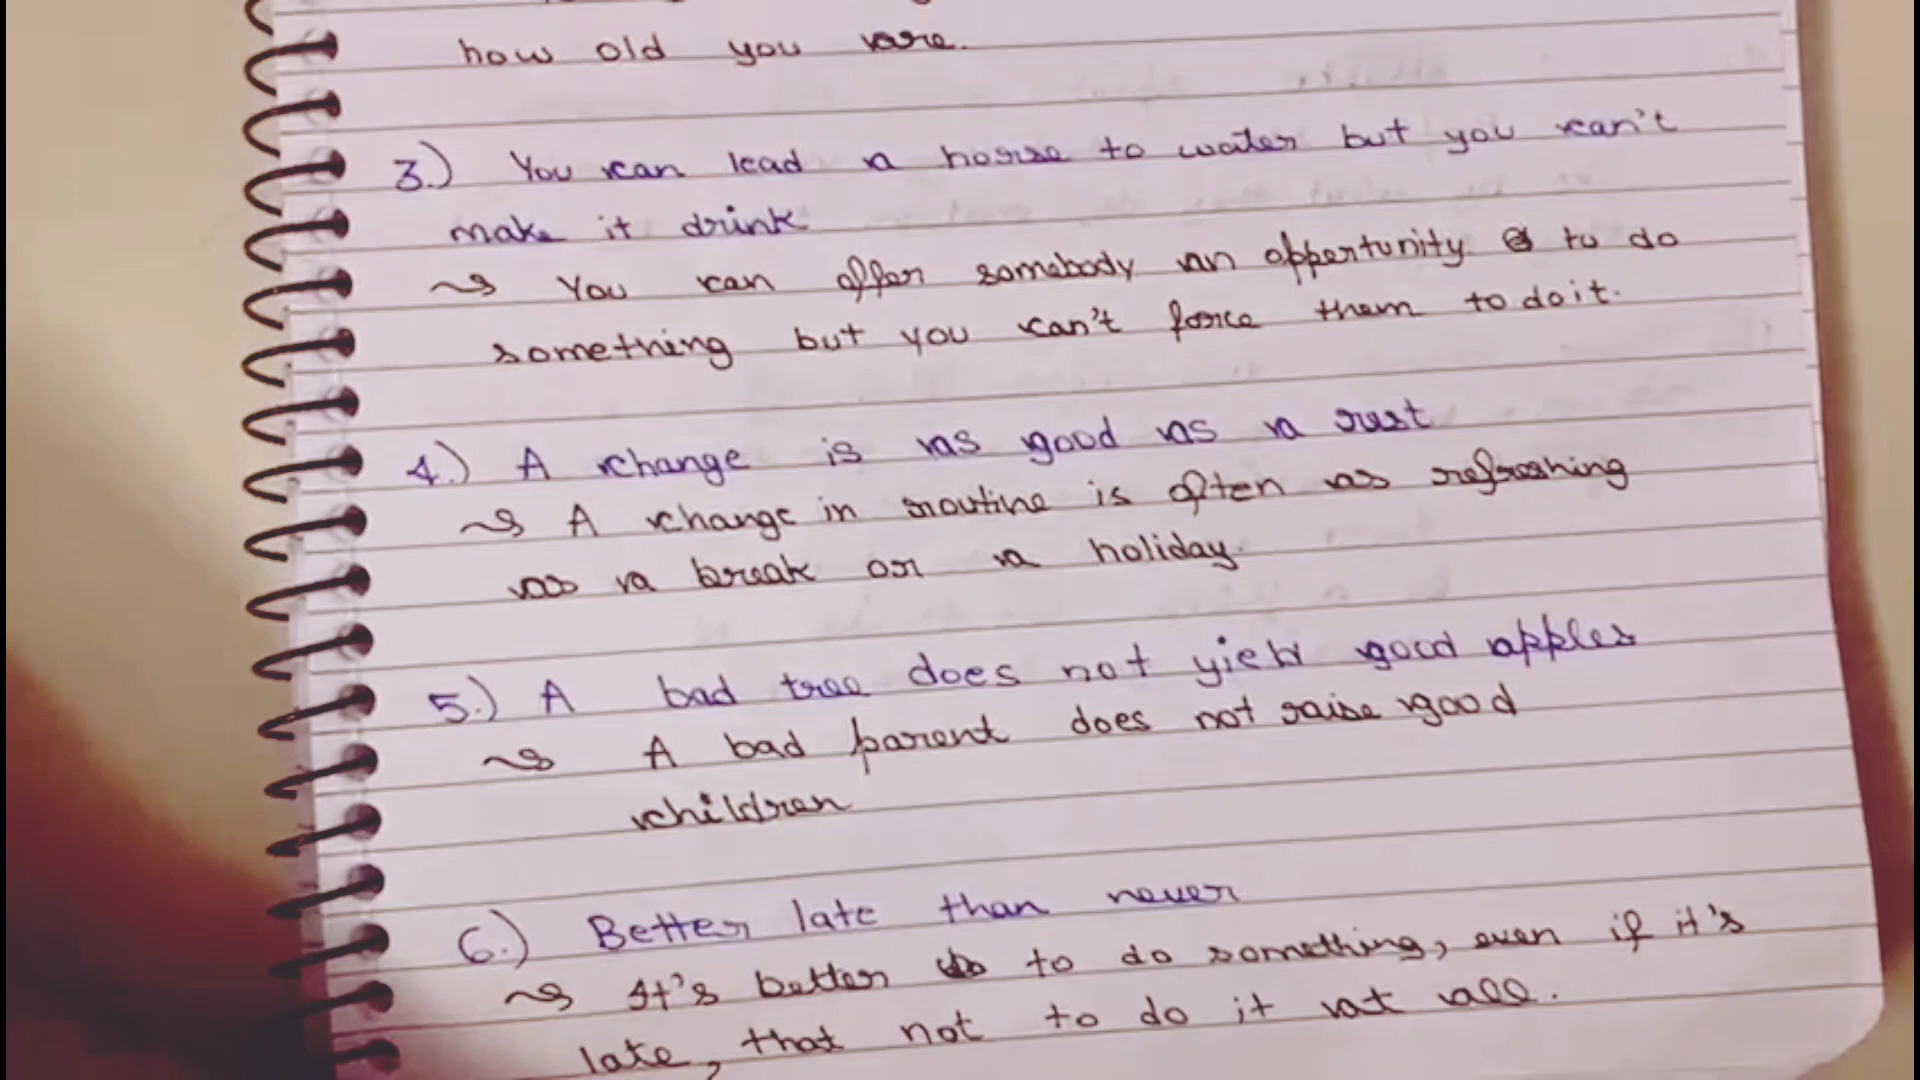 how old you are.
3.) You can lead a horse to water but you can't
make it drink
~> You can offer somebody an oppertunity to do
something but you can't force them to do it.
4.) A change is as good as a rest
~> A change in routine is often as refreshing
as a break or a holiday.
5.) A bad tree does not yield good apples
~> A bad parent does not raise good
children
6.) Better late than never
~> It's better to do something, even if it's
late, that not to do it at all.